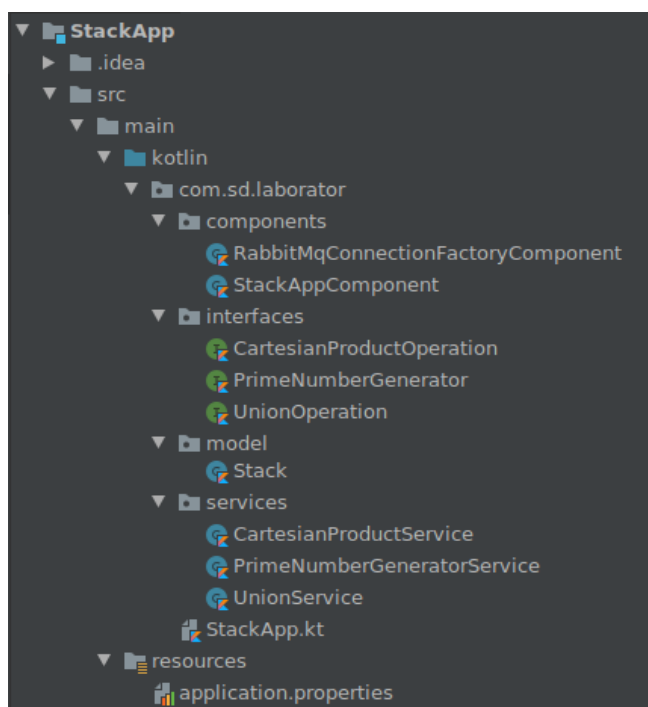 StackApp
.idea
src
main
kotlin
com.sd.laborator
components
RabbitMqConnectionFactoryComponent
StackAppComponent
interfaces
CartesianProductOperation
PrimeNumberGenerator
UnionOperation
model
Stack
services
CartesianProductService
PrimeNumberGeneratorService
UnionService
StackApp.kt
resources
application.properties